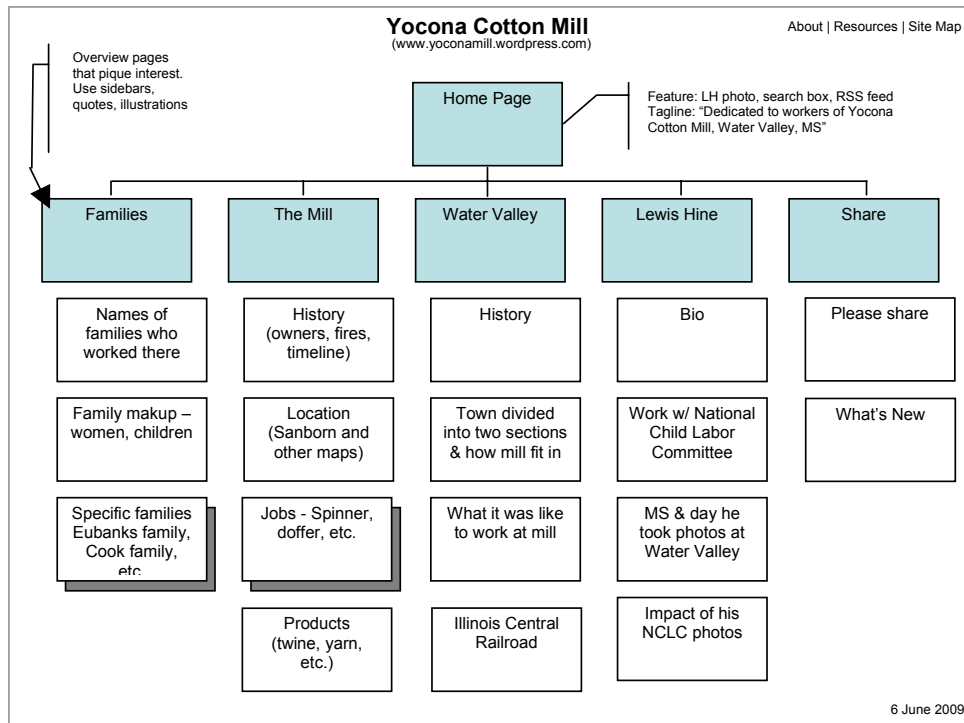 Yocona Cotton Mill
(www.yoconamill.wordpress.com)
About | Resources | Site Map
Overview pages
that pique interest.
Use sidebars,
quotes, illustrations
Home Page
Feature: LH photo, search box, RSS feed
Tagline: “Dedicated to workers of Yocona
Cotton Mill, Water Valley, MS”
Families
The Mill
Water Valley
Lewis Hine
Share
Names of
families who
worked there
History
(owners, fires,
timeline)
History
Bio
Please share
Family makup –
women, children
Location
(Sanborn and
other maps)
Town divided
into two sections
& how mill fit in
Work w/ National
Child Labor
Committee
What’s New
Specific families
Eubanks family,
Cook family,
etc
Jobs - Spinner,
doffer, etc.
What it was like
to work at mill
MS & day he
took photos at
Water Valley
Products
(twine, yarn,
etc.)
Illinois Central
Railroad
Impact of his
NCLC photos
6 June 2009